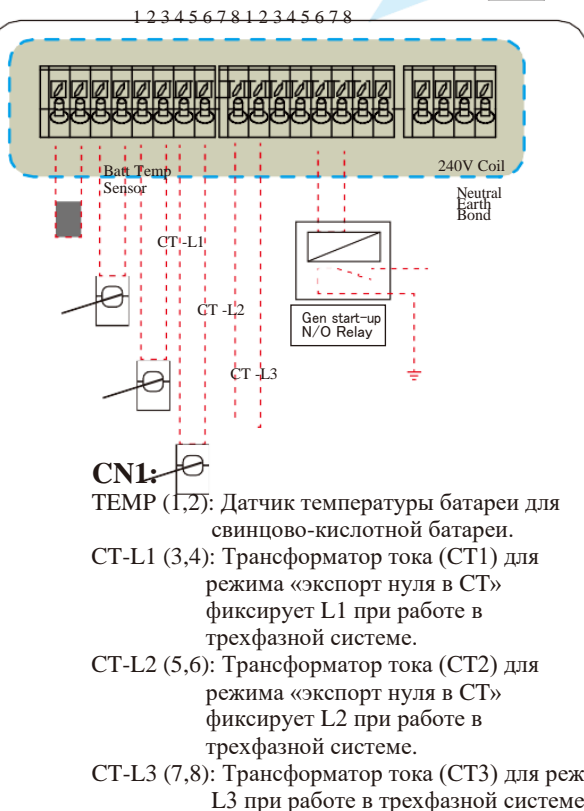 1 2 3 4 5 6 7 8 1 2 3 4 5 6 7 8
Batt Temp
Sensor
240V Coil
Neutral
Earth
Bond
CT -L1
CT -L2
Gen start-up
N/O Relay
CT -L3
CN1:
TEMP (1,2): Датчик температуры батареи для
свинцово-кислотной батареи.
CT-L1 (3,4): Трансформатор тока (CT1) для
режима «экспорт нуля в CT»
фиксирует L1 при работе в
трехфазной системе.
CT-L2 (5,6): Трансформатор тока (CT2) для
режима «экспорт нуля в CT»
фиксирует L2 при работе в
трехфазной системе.
CT-L3 (7,8): Трансформатор тока (CT3) для реж
L3 при работе в трехфазной системе